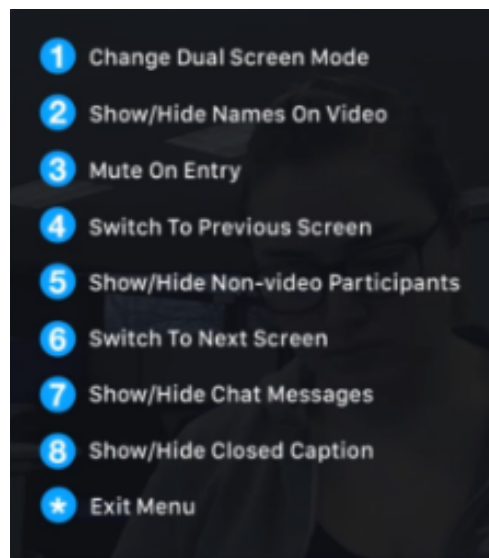 1 Change Dual Screen Mode
2 Show/Hide Names On Video
3 Mute On Entry
4 Switch To Previous Screen
5 Show/Hide Non-video Participants
6 Switch To Next Screen
7 Show/Hide Chat Messages
8 Show/Hide Closed Caption
* Exit Menu